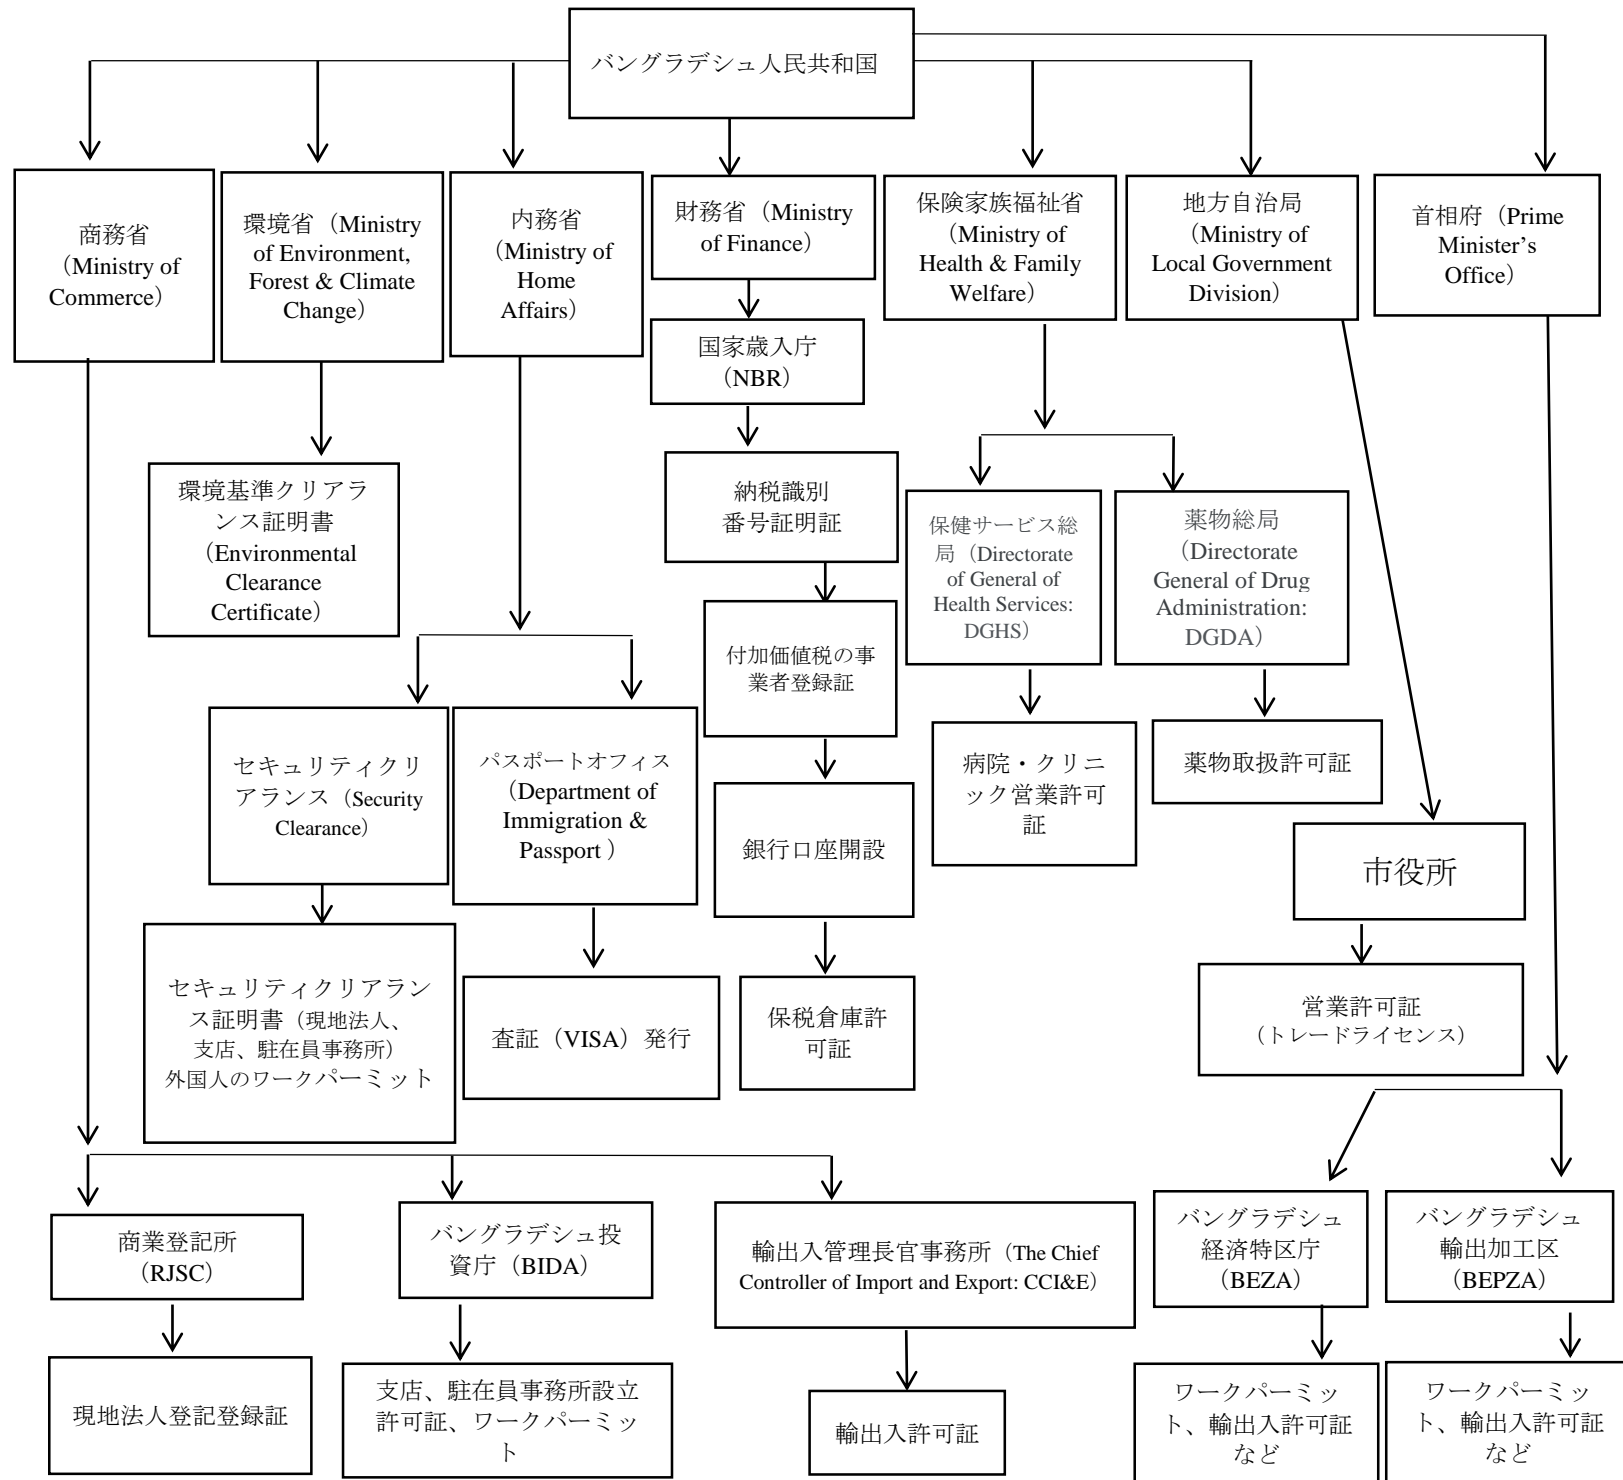 バングラデシュ人民共和国
商務省
（Ministry of
Commerce）
環境省（Ministry
of Environment,
Forest & Climate
Change）
内務省
（Ministry of
Home
Affairs）
財務省（Ministry
of Finance）
保険家族福祉省
（Ministry of
Health & Family
Welfare）
地方自治局
（Ministry of
Local Government
Division）
首相府（Prime
Minister’s
Office）
国家歳入庁
（NBR）
環境基準クリアラ
ンス証明書
（Environmental
Clearance
Certificate）
納税識別
番号証明証
保健サービス総
局（Directorate
of General of
Health Services:
DGHS）
薬物総局
（Directorate
General of Drug
Administration:
DGDA）
付加価値税の事
業者登録証
セキュリティクリ
アランス（Security
Clearance）
パスポートオフィス
（Department of
Immigration &
Passport ）
銀行口座開設
病院・クリニ
ック営業許可
証
薬物取扱許可証
市役所
セキュリティクリアラン
ス証明書（現地法人、
支店、駐在員事務所）
外国人のワークパーミット
査証（VISA）発行
保税倉庫許
可証
営業許可証
（トレードライセンス）
商業登記所
（RJSC）
バングラデシュ投
資庁（BIDA）
輸出入管理長官事務所（The Chief
Controller of Import and Export: CCI&E）
バングラデシュ
経済特区庁
（BEZA）
バングラデシュ
輸出加工区
（BEPZA）
現地法人登記登録証
支店、駐在員事務所設立
許可証、ワークパーミッ
ト
輸出入許可証
ワークパーミッ
ト、輸出入許可証
など
ワークパーミッ
ト、輸出入許可証
など